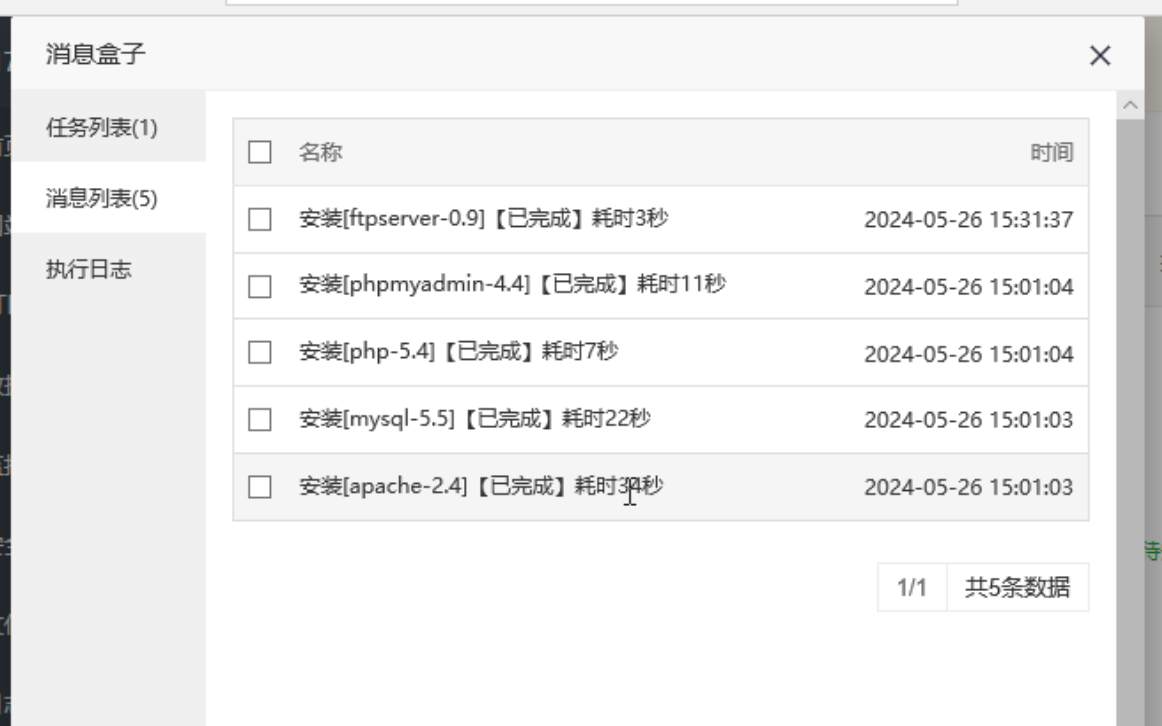 消息盒子
任务列表(1)
消息列表(5)
执行日志
名称 时间
安装[ftpserver-0.9]【已完成】耗时3秒 2024-05-26 15:31:37
安装[phpmyadmin-4.4]【已完成】耗时11秒 2024-05-26 15:01:04
安装[php-5.4]【已完成】耗时7秒 2024-05-26 15:01:04
安装[mysql-5.5]【已完成】耗时22秒 2024-05-26 15:01:03
安装[apache-2.4]【已完成】耗时34秒 2024-05-26 15:01:03
1/1 共5条数据
待